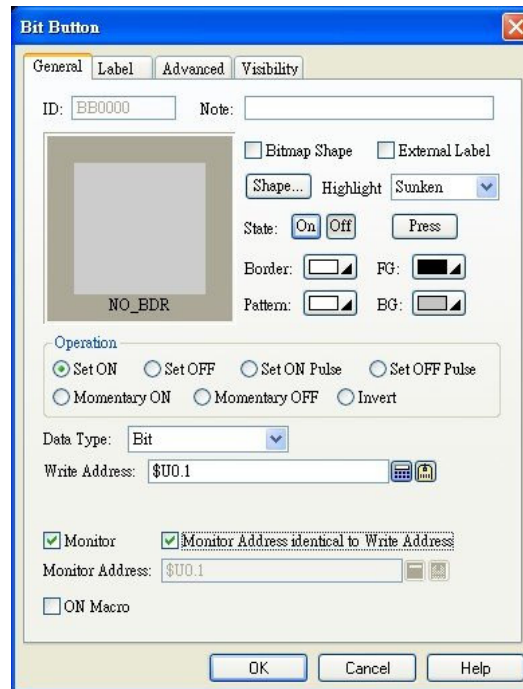 Bit Button
General Label Advanced Visibility
ID: BB0000 Note:
Bitmap Shape External Label
Shape... Highlight Sunken
State: On Off Press
Border: FG:
NO_BDR Pattern: BG:
Operation
Set ON Set OFF Set ON Pulse Set OFF Pulse
Momentary ON Momentary OFF Invert
Data Type: Bit
Write Address: $U0.1
Monitor Monitor Address identical to Write Address
Monitor Address: $U0.1
ON Macro
OK Cancel Help